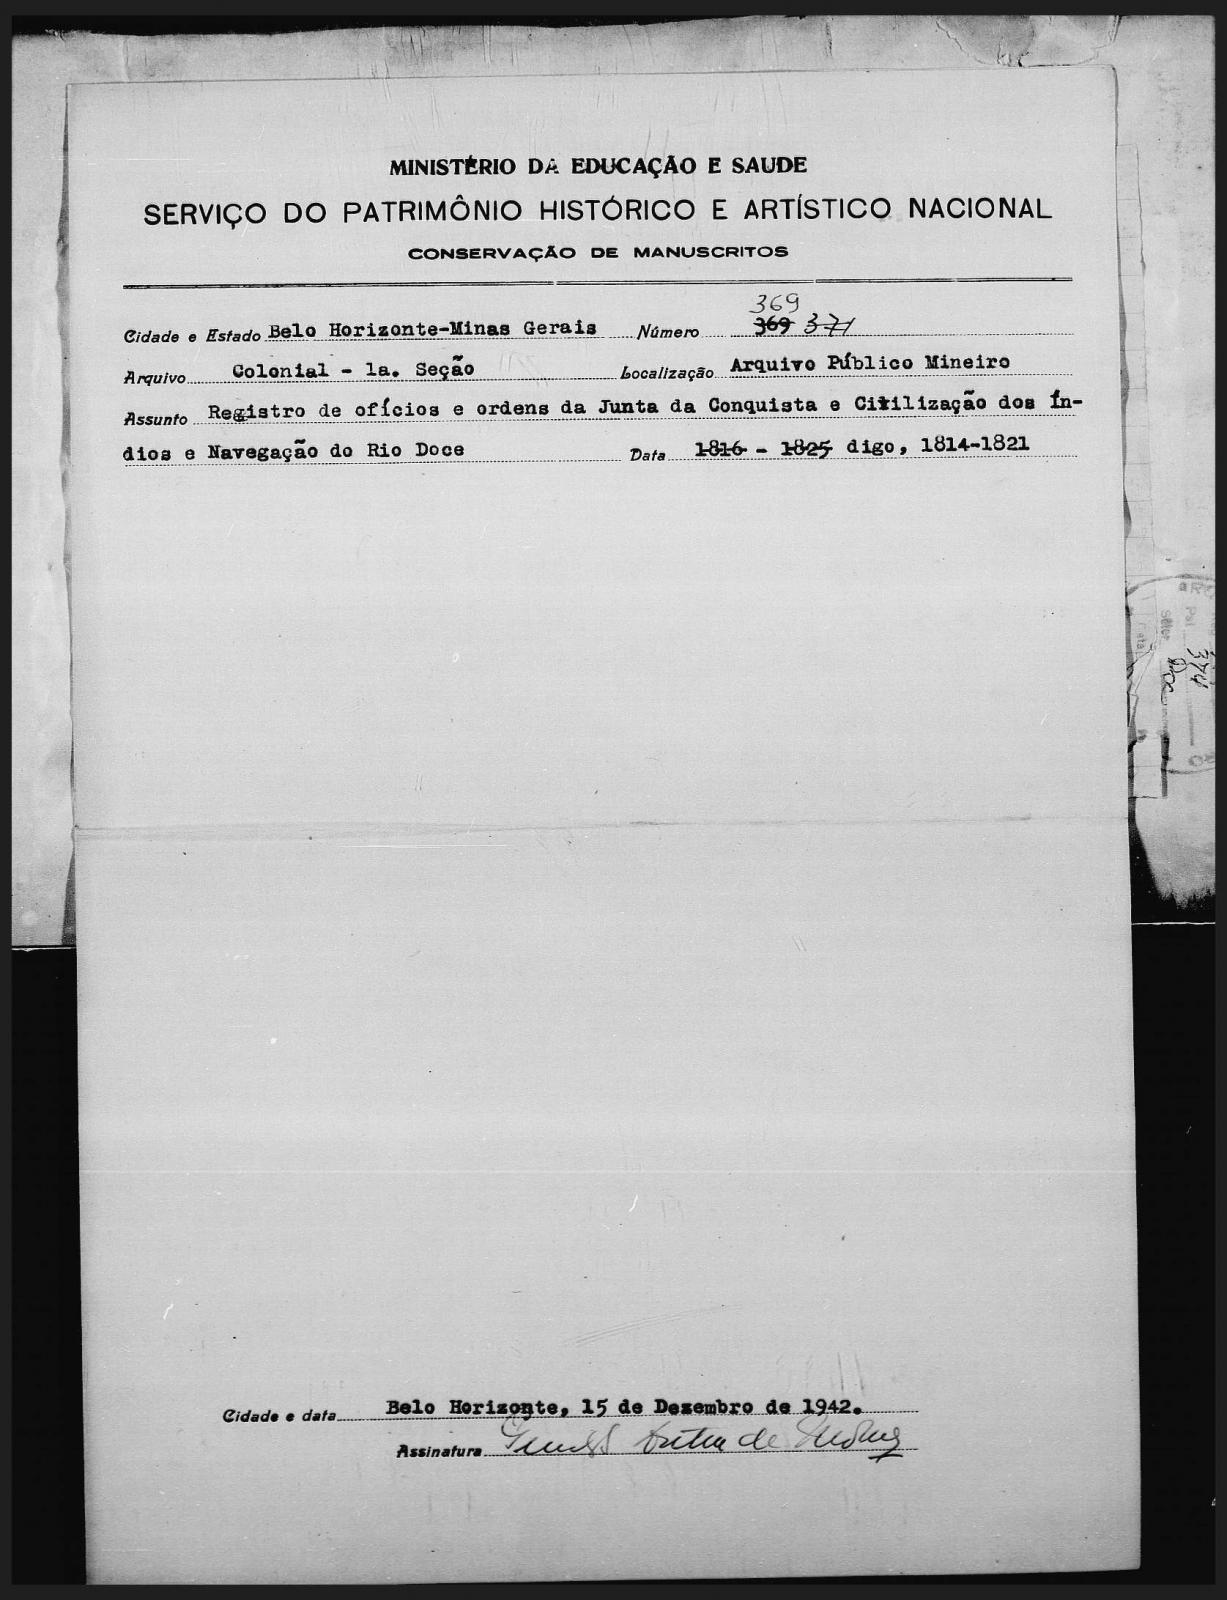 MINISTÉRIO DA EDUCAÇÃO E SAUDE
SERVIÇO DO PATRIMÔNIO HISTÓRICO E ARTÍSTICO NACIONAL
CONSERVAÇÃO DE MANUSCRITOS
369
Cidade e Estado Belo Horizonte-Minas Gerais Número 369 371
Arquivo Colonial - 1a. Seção Localização Arquivo Público Mineiro
Assunto Registro de ofícios e ordens da Junta da Conquista e Civilização dos Ín-
dios e Navegação do Rio Doce Data 1816 - 1825 digo, 1814-1821
Cidade e data Belo Horizonte, 15 de Dezembro de 1942.
Assinatura de